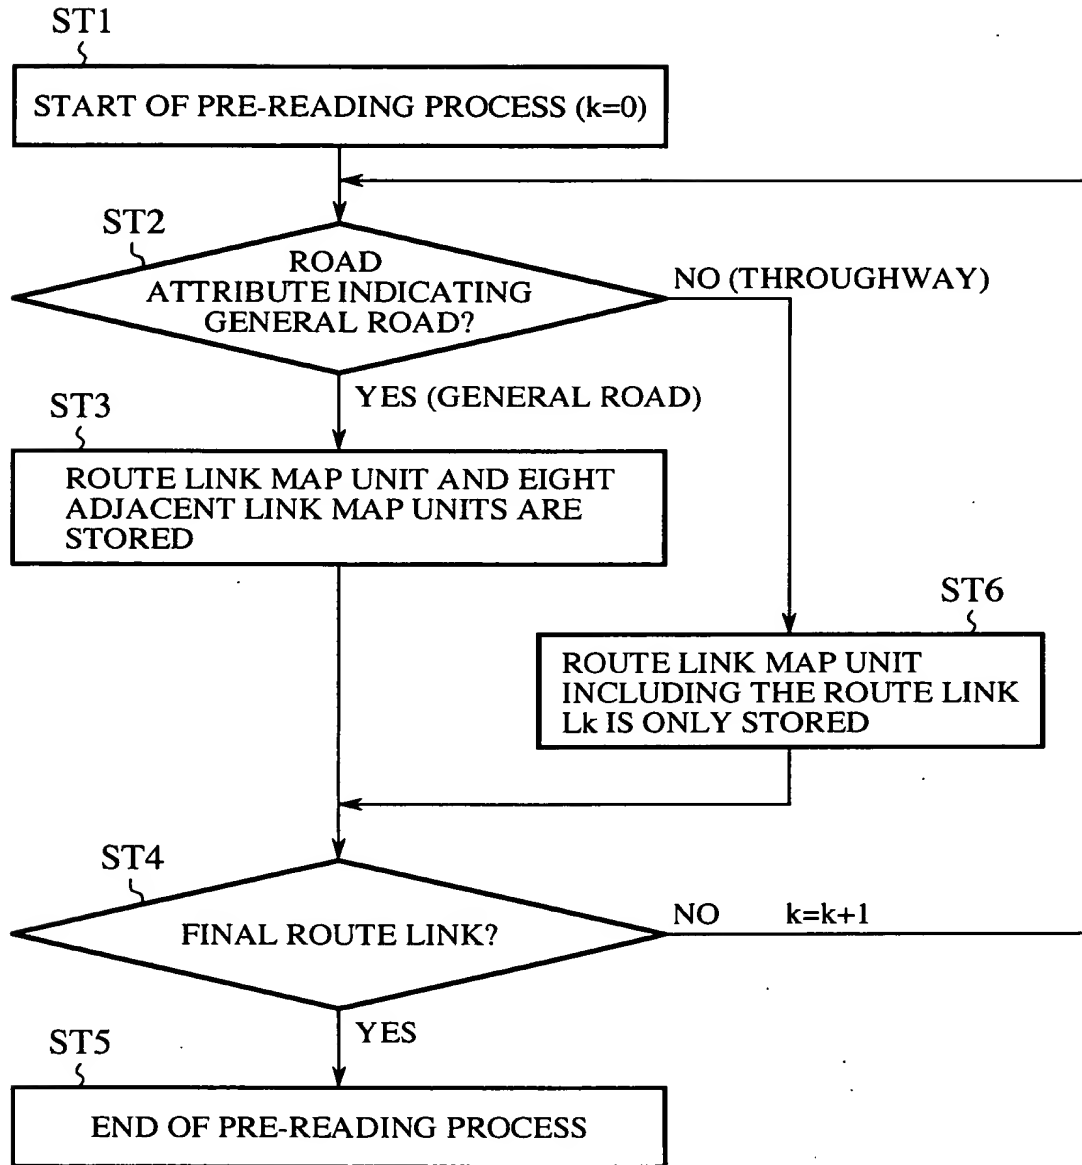 ST1
START OF PRE-READING PROCESS (k=0)
ST2
ROAD
ATTRIBUTE INDICATING
GENERAL ROAD?
NO (THROUGHWAY)
YES (GENERAL ROAD)
ST3
ROUTE LINK MAP UNIT AND EIGHT
ADJACENT LINK MAP UNITS ARE
STORED
ST6
ROUTE LINK MAP UNIT
INCLUDING THE ROUTE LINK
Lk IS ONLY STORED
ST4
FINAL ROUTE LINK?
NO k=k+1
YES
ST5
END OF PRE-READING PROCESS